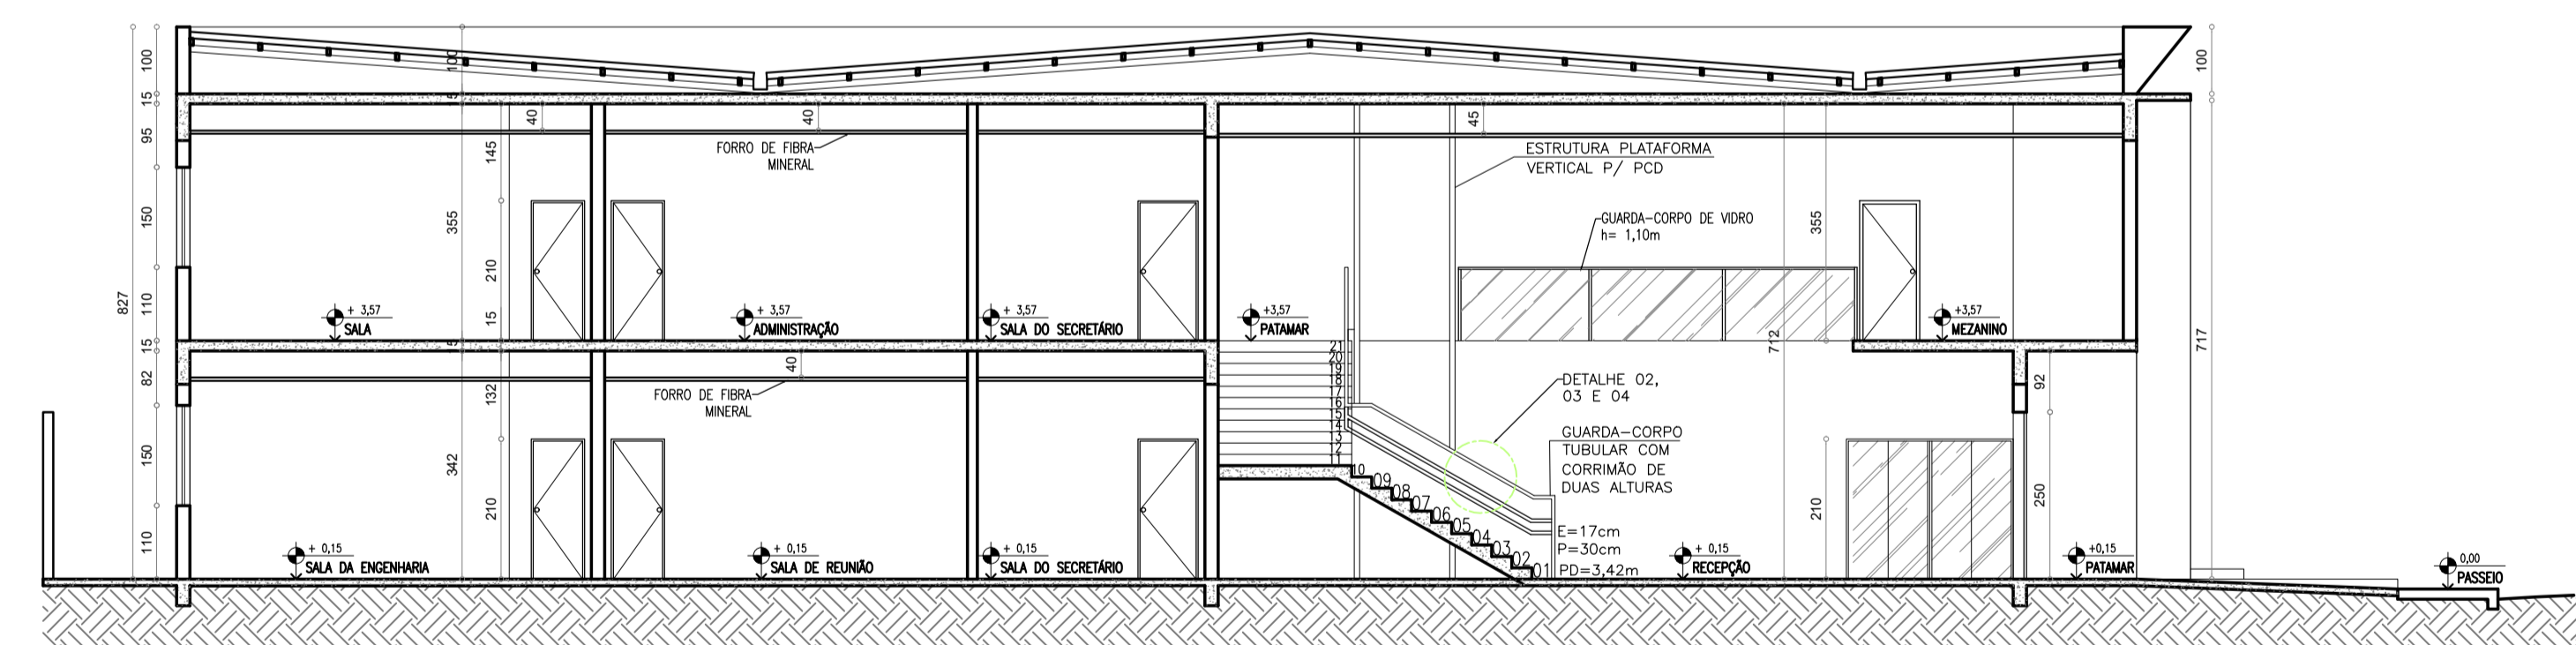 100
15
95
150
110
15
82
150
110
827
100
5
355
5
342
40
145
210
15
132
210
40
FORRO DE FIBRA
MINERAL
40
FORRO DE FIBRA
MINERAL
+ 3,57
SALA
+ 3,57
ADMINISTRAÇÃO
+ 3,57
SALA DO SECRETÁRIO
+3,57
PATAMAR
45
ESTRUTURA PLATAFORMA
VERTICAL P/ PCD
GUARDA-CORPO DE VIDRO
h= 1,10m
355
712
+3,57
MEZANINO
100
717
21
20
19
18
17
16
15
14
13
12
11
10
09
08
07
06
05
04
03
02
01
DETALHE 02,
03 E 04
GUARDA-CORPO
TUBULAR COM
CORRIMÃO DE
DUAS ALTURAS
E=17cm
P=30cm
PD=3,42m
210
92
250
+ 0,15
SALA DA ENGENHARIA
+ 0,15
SALA DE REUNIÃO
+ 0,15
SALA DO SECRETÁRIO
+ 0,15
RECEPÇÃO
+0,15
PATAMAR
0,00
PASSEIO